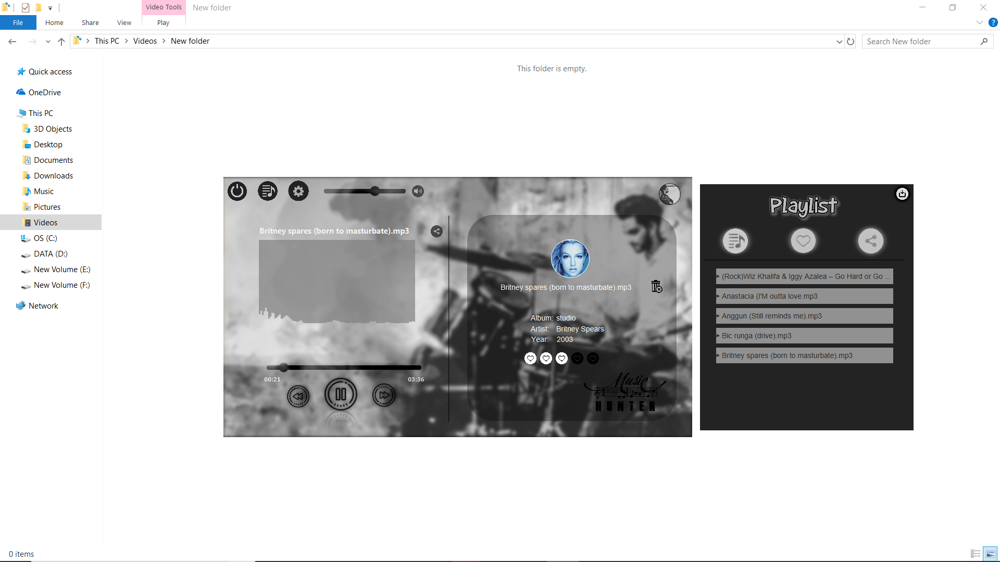 Video Tools
New folder
File
Home
Share
View
Play
This PC
Videos
New folder
Search New folder
This folder is empty.
Quick access
OneDrive
This PC
3D Objects
Desktop
Documents
Downloads
Music
Pictures
Videos
OS (C:)
DATA (D:)
New Volume (E:)
New Volume (F:)
Network
Britney spares (born to masturbate).mp3
00:21
03:36
Britney spares (born to masturbate).mp3
Album: studio
Artist: Britney Spears
Year: 2003
Music
HUNTER
Playlist
(Rock)Wiz Khalifa & Iggy Azalea – Go Hard or Go ...
Anastacia (I'M outta love.mp3
Anggun (Still reminds me).mp3
Bic runga (drive).mp3
Britney spares (born to masturbate).mp3
0 items